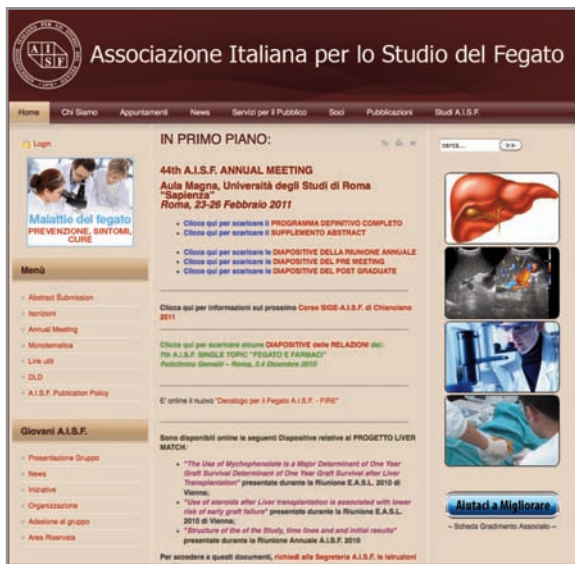 A I S F
Associazione Italiana per lo Studio del Fegato
Home Chi Siamo Appuntamenti News Servizi per il Pubblico Soci Pubblicazioni Studi A.I.S.F.
Login
Malattie del fegato
PREVENZIONE, SINTOMI,
CURE
Menù
Abstract Submission
Iscrizioni
Annual Meeting
Monotematica
Link utili
DLD
A.I.S.F. Publication Policy
Giovani A.I.S.F.
Presentazione Gruppo
News
Iniziative
Organizzazione
Adesione al gruppo
Area Riservata
IN PRIMO PIANO:
44th A.I.S.F. ANNUAL MEETING
Aula Magna, Università degli Studi di Roma
"Sapienza"
Roma, 23-26 Febbraio 2011
Clicca qui per scaricare il PROGRAMMA DEFINITIVO COMPLETO
Clicca qui per scaricare il SUPPLEMENTO ABSTRACT
Clicca qui per scaricare le DIAPOSITIVE DELLA RIUNIONE ANNUALE
Clicca qui per scaricare le DIAPOSITIVE DEL PRE MEETING
Clicca qui per scaricare le DIAPOSITIVE DEL POST GRADUATE
Clicca qui per informazioni sul prossimo Corso SIGE-A.I.S.F. di Chianciano
2011
Clicca qui per scaricare alcune DIAPOSITIVE delle RELAZIONI del:
7th A.I.S.F. SINGLE TOPIC "FEGATO E FARMACI"
Policlinico Gemelli – Roma, 3.4 Dicembre 2010
E' online il nuovo "Decalogo per il Fegato A.I.S.F. - FIRE"
Sono disponibili online le seguenti Diapositive relative al PROGETTO LIVER
MATCH:
"The Use of Mychophenolate is a Major Determinant of One Year
Graft Survival Determinant of One Year Graft Survival after Liver
Transplantation" presentate durante la Riunione E.A.S.L. 2010 di
Vienna;
"Use of steroids after Liver transplantation is associated with lower
risk of early graft failure" presentate durante la Riunione E.A.S.L.
2010 di Vienna;
"Structure of the of the Study, time lines and and initial results"
presentate durante la Riunione Annuale A.I.S.F. 2010
Per accedere a questi documenti, richiedi alla Segreteria A.I.S.F. le istruzioni
cerca... >>
Aiutaci a Migliorare
-- Scheda Gradimento Associato --